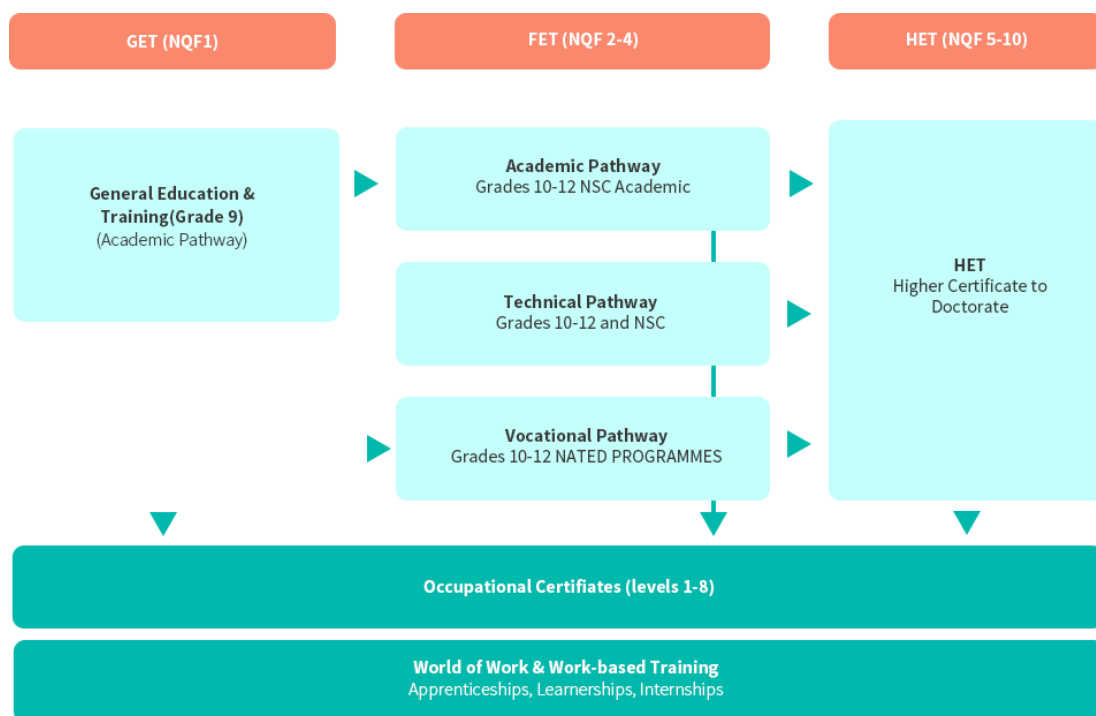 GET (NQF1)
FET (NQF 2-4)
HET (NQF 5-10)
General Education &
Training(Grade 9)
(Academic Pathway)
Academic Pathway
Grades 10-12 NSC Academic
Technical Pathway
Grades 10-12 and NSC
Vocational Pathway
Grades 10-12 NATED PROGRAMMES
HET
Higher Certificate to
Doctorate
Occupational Certifiates (levels 1-8)
World of Work & Work-based Training
Apprenticeships, Learnerships, Internships